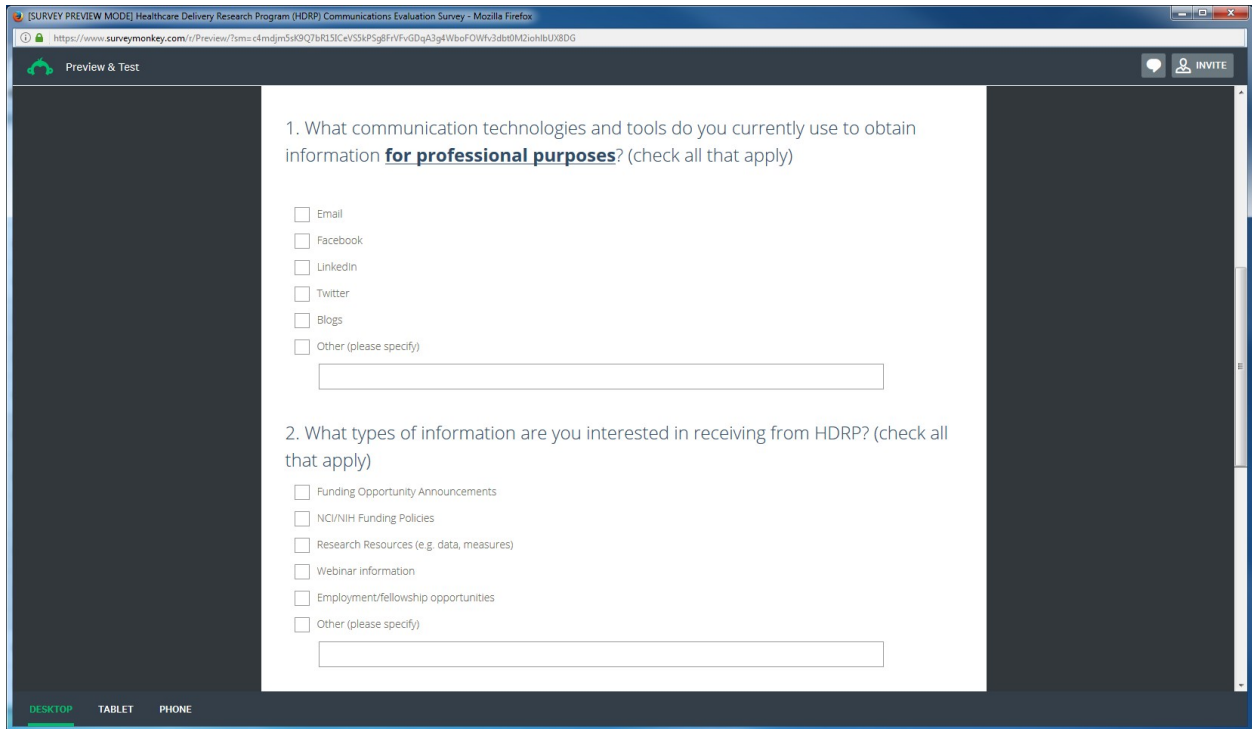 [SURVEY PREVIEW MODE] Healthcare Delivery Research Program (HDRP) Communications Evaluation Survey - Mozilla Firefox
https://www.surveymonkey.com/r/Preview/?sm=c4mdjm5sK9Q7bR15ICeVS5kPSg8FrVFvGDqA3g4WboFOWfv3dbt0M2iohIbUX8DG
Preview & Test
INVITE
1. What communication technologies and tools do you currently use to obtain
information for professional purposes? (check all that apply)
Email
Facebook
LinkedIn
Twitter
Blogs
Other (please specify)
2. What types of information are you interested in receiving from HDRP? (check all
that apply)
Funding Opportunity Announcements
NCI/NIH Funding Policies
Research Resources (e.g. data, measures)
Webinar information
Employment/fellowship opportunities
Other (please specify)
DESKTOP TABLET PHONE